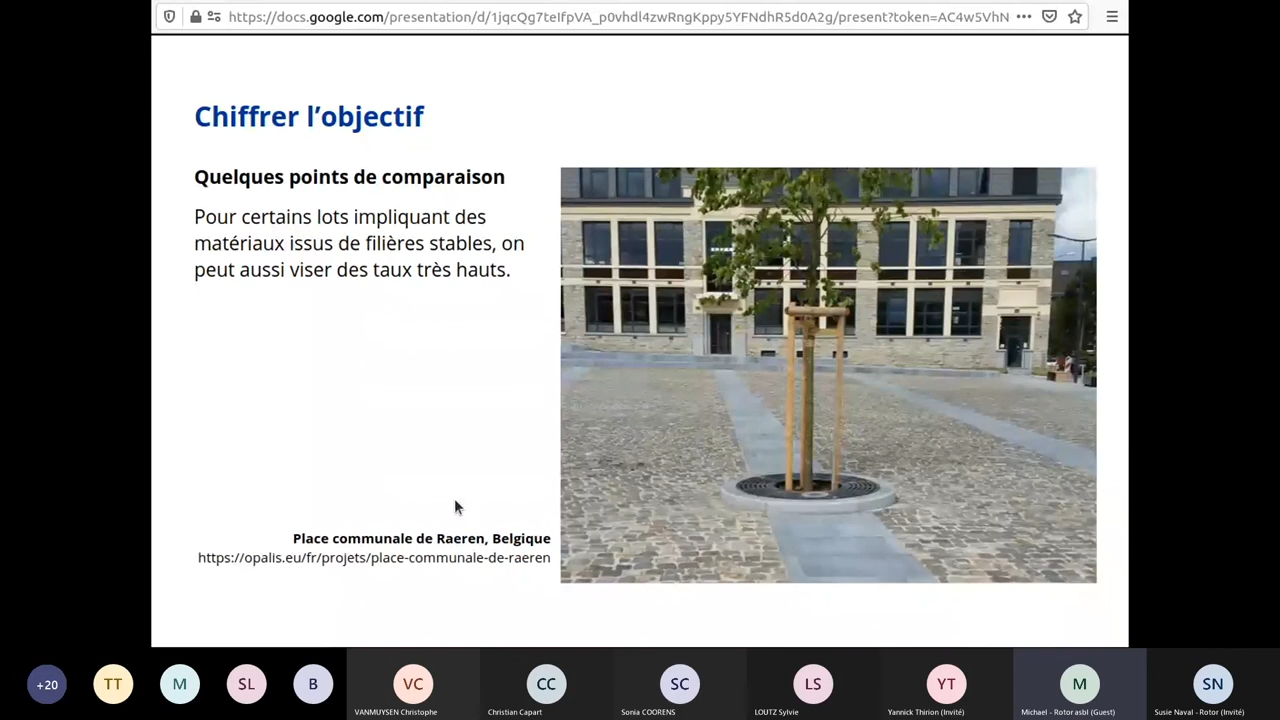 https://docs.google.com/presentation/d/1jqcQg7teIfpVA_p0vhdl4zwRngKppy5YFNdhR5d0A2g/present?token=AC4w5VhN
Chiffrer l’objectif
Quelques points de comparaison
Pour certains lots impliquant des
matériaux issus de filières stables, on
peut aussi viser des taux très hauts.
Place communale de Raeren, Belgique
https://opalis.eu/fr/projets/place-communale-de-raeren
+20
TT
M
SL
B
VC
CC
SC
LS
YT
M
SN
VANMUYSEN Christophe
Christian Capart
Sonia COORENS
LOUTZ Sylvie
Yannick Thirion (Invité)
Michael - Rotor asbl (Guest)
Susie Naval - Rotor (Invité)